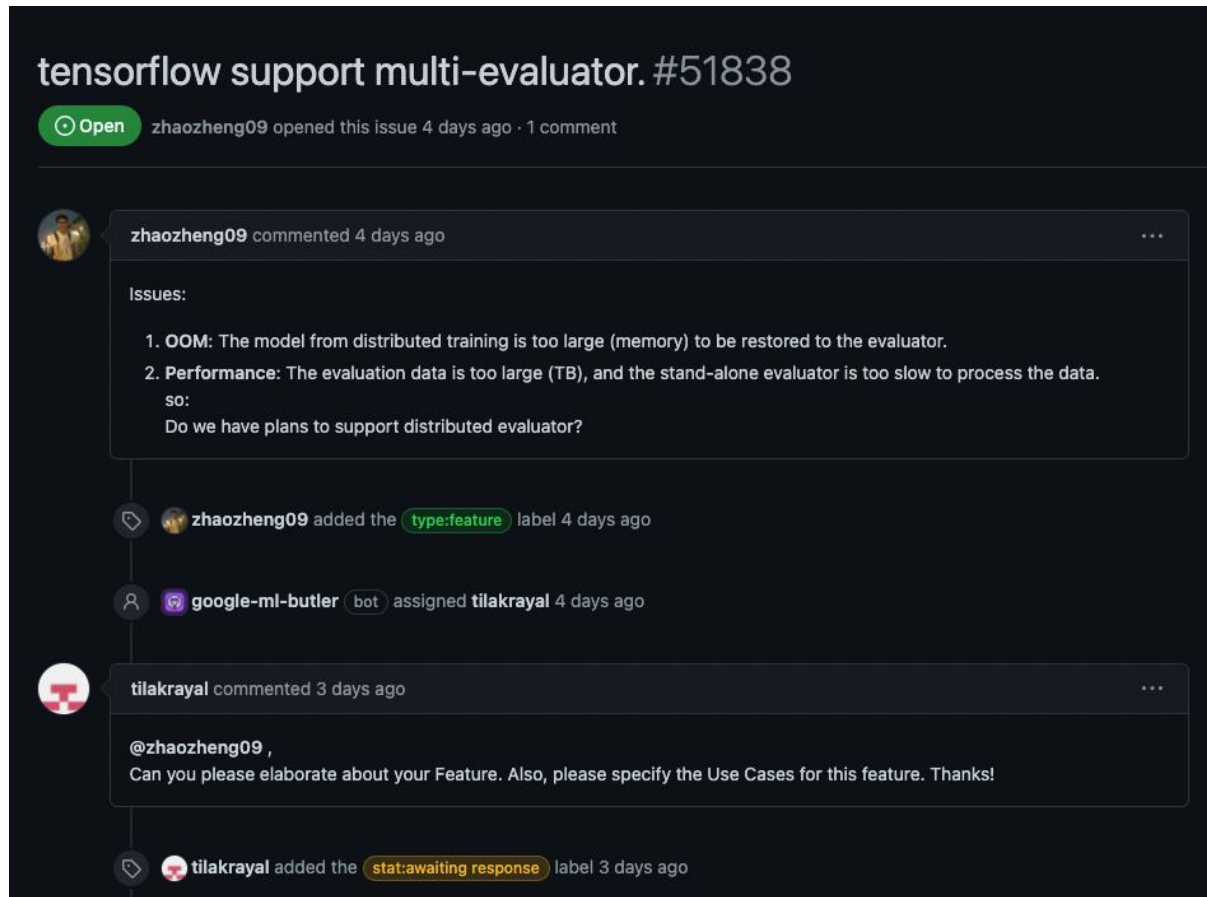 tensorflow support multi-evaluator. #51838
Open zhaozheng09 opened this issue 4 days ago · 1 comment
zhaozheng09 commented 4 days ago ...
Issues:
1. OOM: The model from distributed training is too large (memory) to be restored to the evaluator.
2. Performance: The evaluation data is too large (TB), and the stand-alone evaluator is too slow to process the data.
so:
Do we have plans to support distributed evaluator?
zhaozheng09 added the type:feature label 4 days ago
google-ml-butler bot assigned tilakrayal 4 days ago
tilakrayal commented 3 days ago ...
@zhaozheng09 ,
Can you please elaborate about your Feature. Also, please specify the Use Cases for this feature. Thanks!
tilakrayal added the stat:awaiting response label 3 days ago